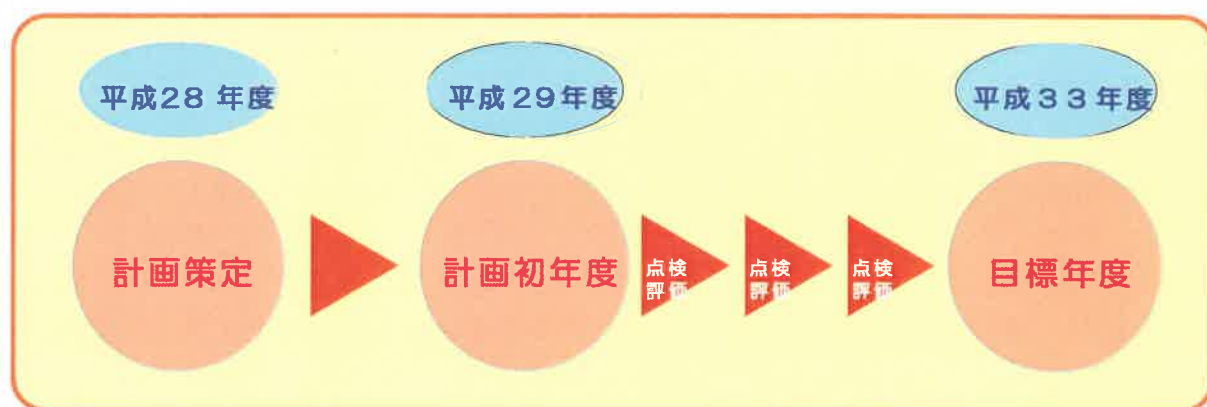 平成28年度
平成29年度
平成33年度
計画策定
計画初年度
点検
評価
点検
評価
点検
評価
目標年度